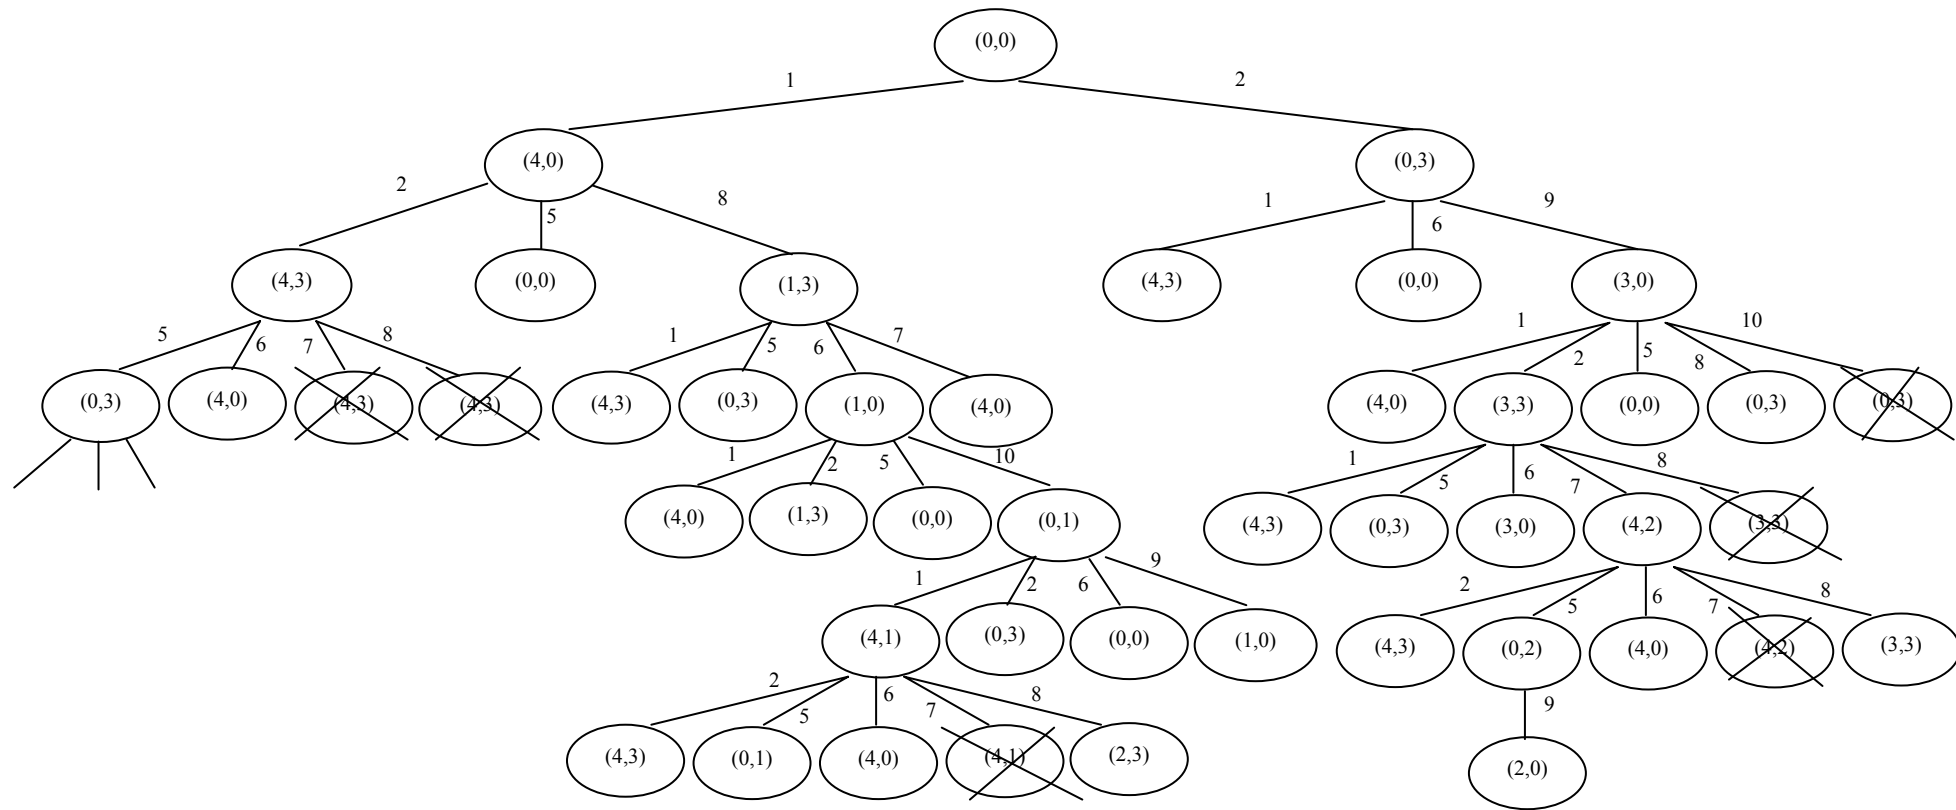 (0,0)
1 2
(4,0) (0,3)
2 5 8 1 6 9
(4,3) (0,0) (1,3) (4,3) (0,0) (3,0)
5 6 7 8 1 5 6 7 1 2 5 8 10
(0,3) (4,0) (4,3) (4,3) (4,3) (0,3) (1,0) (4,0) (4,0) (3,3) (0,0) (0,3) (0,3)
1 2 5 10 1 5 6 7 8
(4,0) (1,3) (0,0) (0,1) (4,3) (0,3) (3,0) (4,2) (3,3)
1 2 6 9 2 5 6 7 8
(4,1) (0,3) (0,0) (1,0) (4,3) (0,2) (4,0) (4,2) (3,3)
2 5 6 7 8 9
(4,3) (0,1) (4,0) (4,1) (2,3) (2,0)